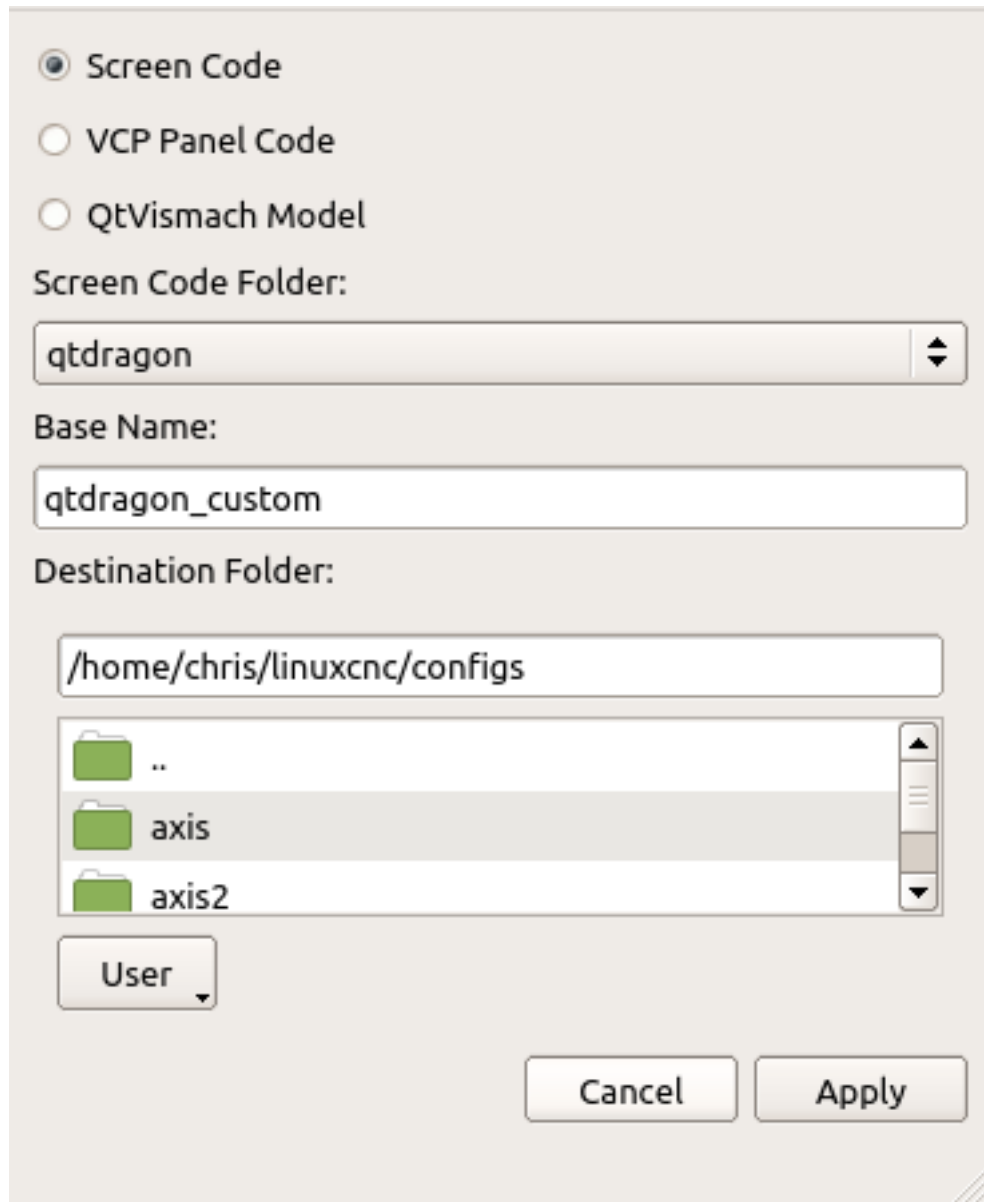 Screen Code
VCP Panel Code
QtVismach Model
Screen Code Folder:
qtdragon
Base Name:
qtdragon_custom
Destination Folder:
/home/chris/linuxcnc/configs
..
axis
axis2
User
Cancel
Apply